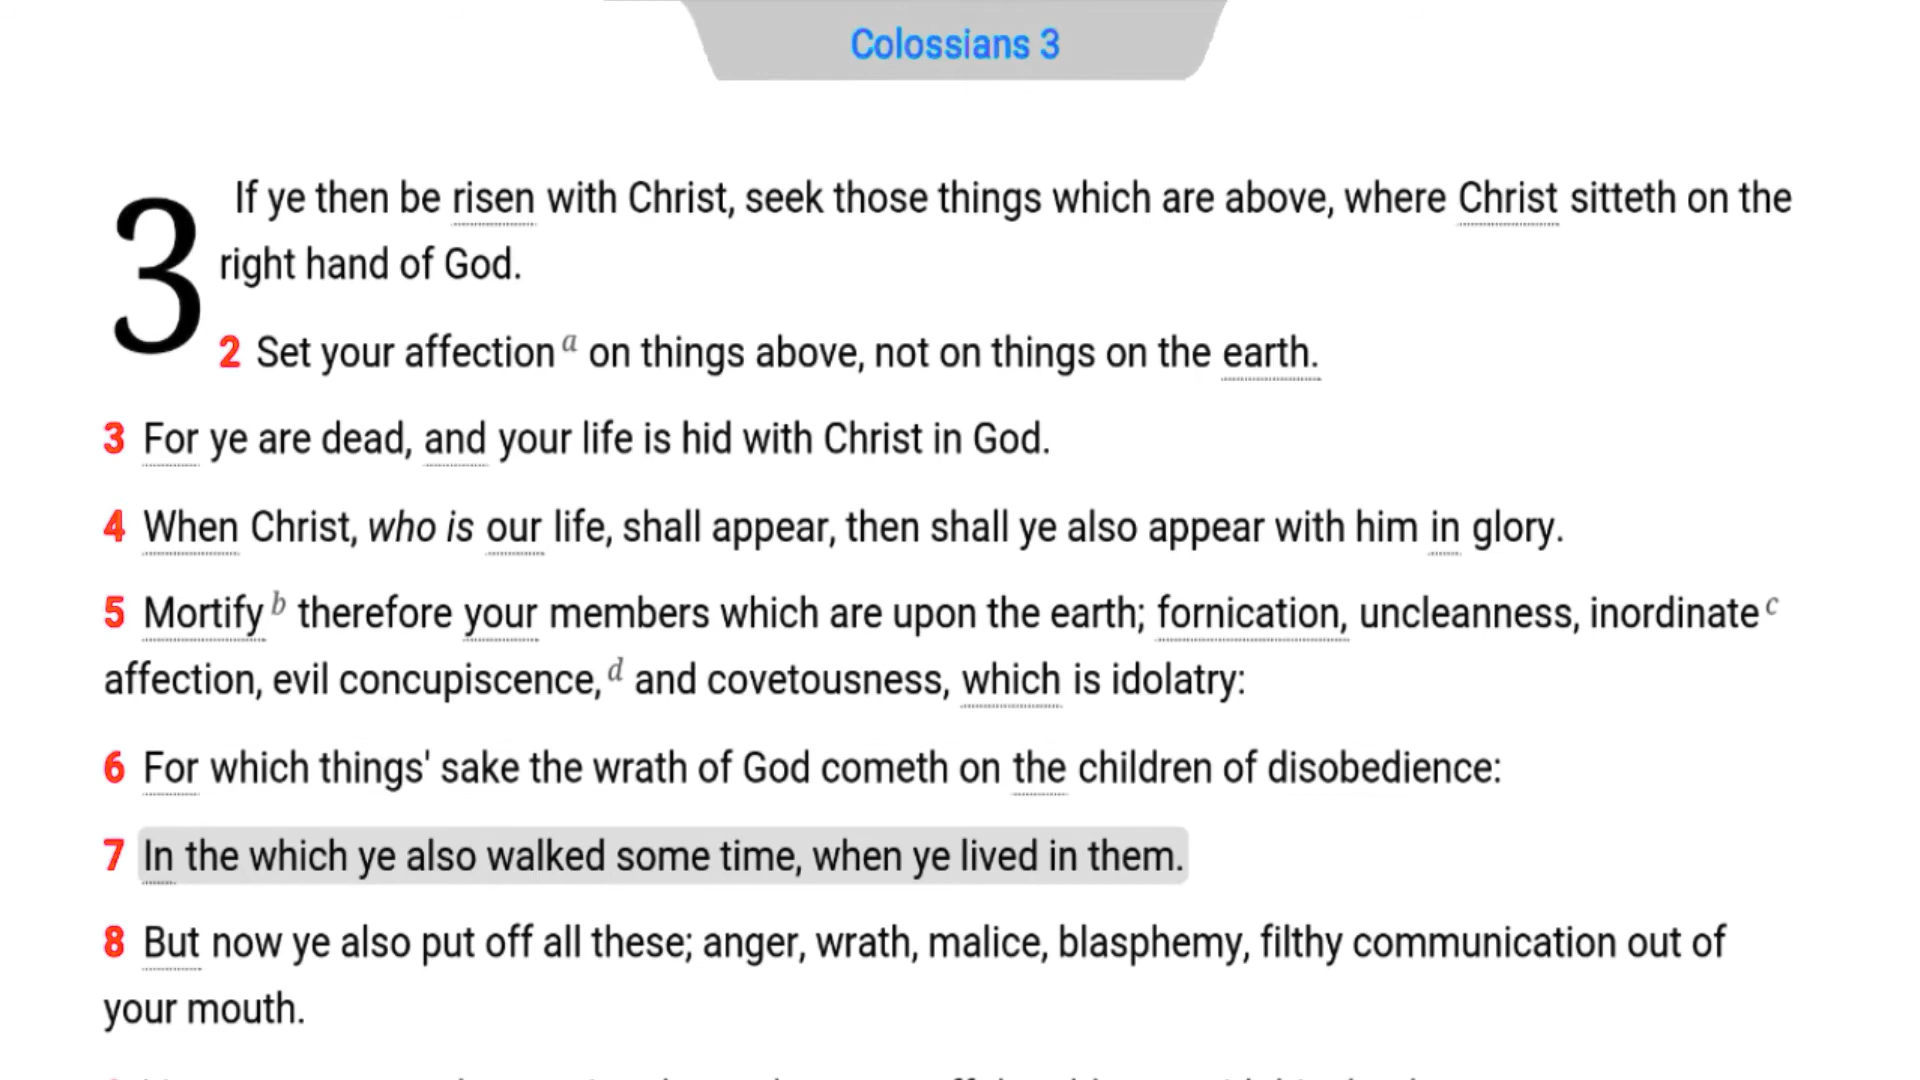 Colossians 3
3 If ye then be risen with Christ, seek those things which are above, where Christ sitteth on the
right hand of God.
2 Set your affection a on things above, not on things on the earth.
3 For ye are dead, and your life is hid with Christ in God.
4 When Christ, who is our life, shall appear, then shall ye also appear with him in glory.
5 Mortify b therefore your members which are upon the earth; fornication, uncleanness, inordinate c
affection, evil concupiscence, d and covetousness, which is idolatry:
6 For which things' sake the wrath of God cometh on the children of disobedience:
7 In the which ye also walked some time, when ye lived in them.
8 But now ye also put off all these; anger, wrath, malice, blasphemy, filthy communication out of
your mouth.